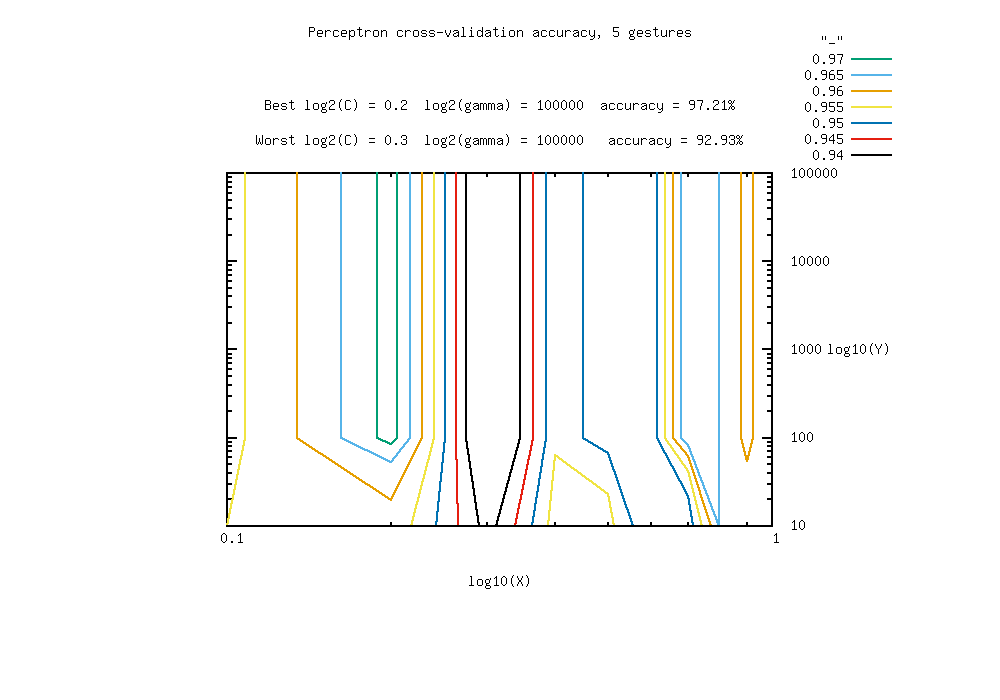 Perceptron cross-validation accuracy, 5 gestures
"_"
0.97
0.965
0.96
0.955
0.95
0.945
0.94
Best log2(C) = 0.2  log2(gamma) = 100000  accuracy = 97.21%
Worst log2(C) = 0.3  log2(gamma) = 100000   accuracy = 92.93%
100000
10000
1000 log10(Y)
100
10
0.1 1
log10(X)